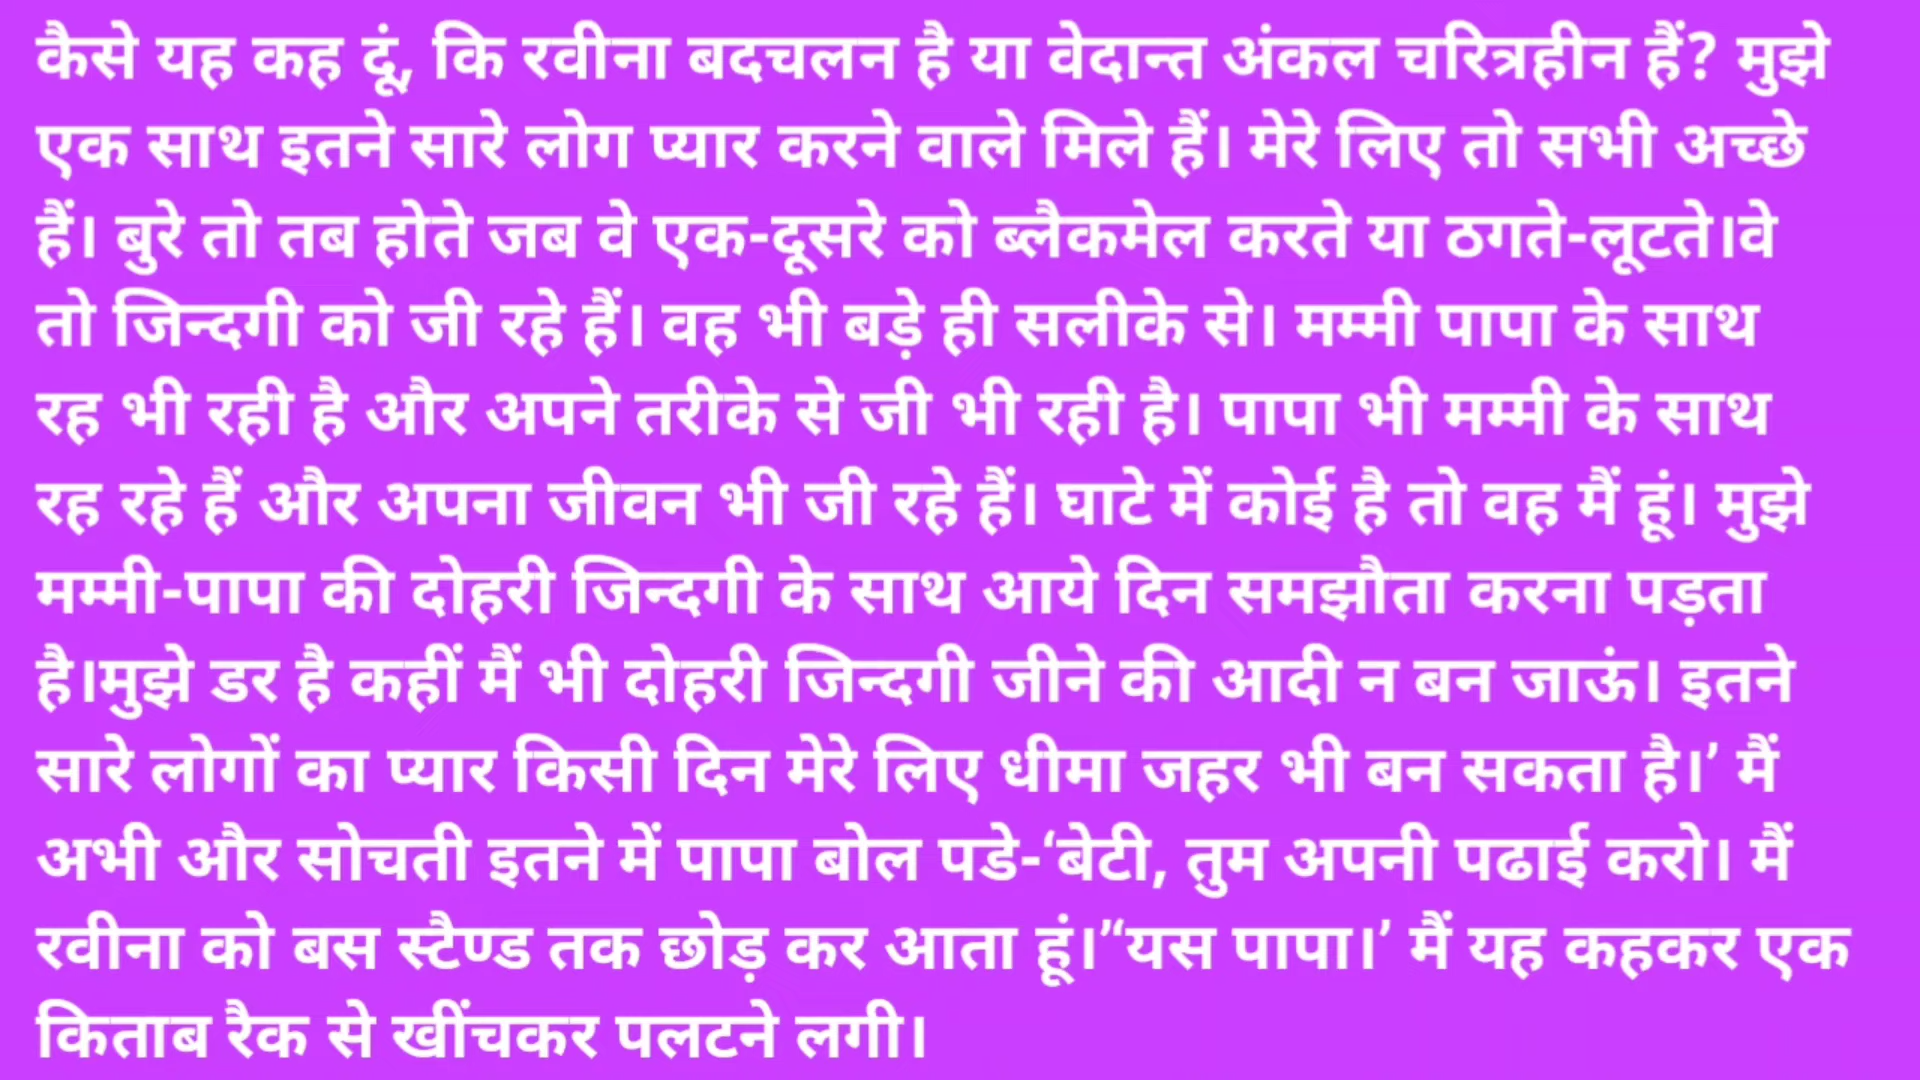 कैसे यह कह दूं, कि रवीना बदचलन है या वेदान्त अंकल चरित्रहीन हैं? मुझे
एक साथ इतने सारे लोग प्यार करने वाले मिले हैं। मेरे लिए तो सभी अच्छे
हैं। बुरे तो तब होते जब वे एक-दूसरे को ब्लैकमेल करते या ठगते-लूटते।वे
तो जिन्दगी को जी रहे हैं। वह भी बड़े ही सलीके से। मम्मी पापा के साथ
रह भी रही है और अपने तरीके से जी भी रही है। पापा भी मम्मी के साथ
रह रहे हैं और अपना जीवन भी जी रहे हैं। घाटे में कोई है तो वह मैं हूं। मुझे
मम्मी-पापा की दोहरी जिन्दगी के साथ आये दिन समझौता करना पड़ता
है।मुझे डर है कहीं मैं भी दोहरी जिन्दगी जीने की आदी न बन जाऊं। इतने
सारे लोगों का प्यार किसी दिन मेरे लिए धीमा जहर भी बन सकता है।’ मैं
अभी और सोचती इतने में पापा बोल पडे-‘बेटी, तुम अपनी पढाई करो। मैं
रवीना को बस स्टैण्ड तक छोड़ कर आता हूं।’‘‘यस पापा।’ मैं यह कहकर एक
किताब रैक से खींचकर पलटने लगी।